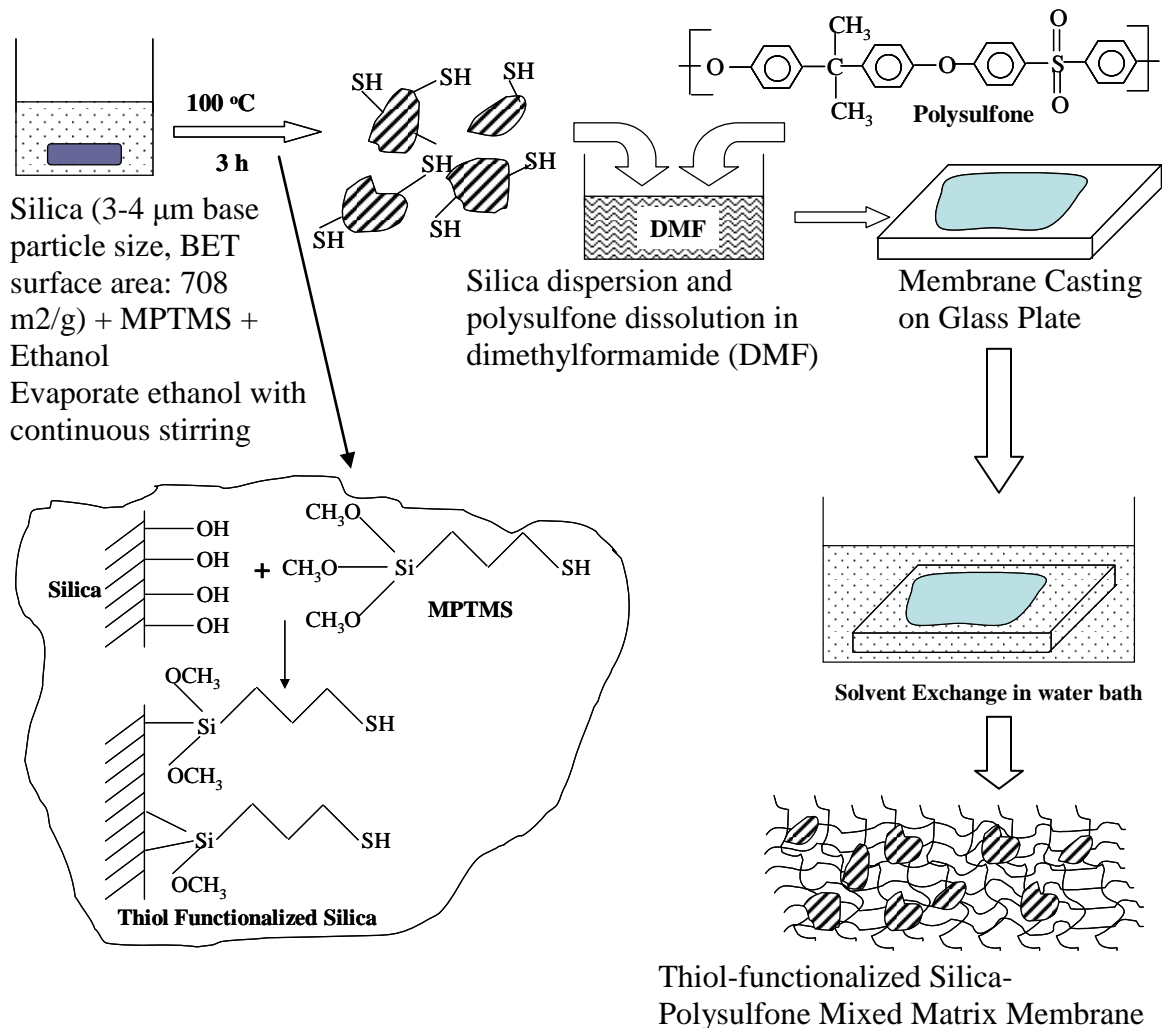 100 ºC
3 h
SH
SH
SH
SH
SH
SH
SH
CH3
O
O
C
O
S
CH3
O
Polysulfone
Silica (3-4 μm base
particle size, BET
surface area: 708
m2/g) + MPTMS +
Ethanol
Evaporate ethanol with
continuous stirring
DMF
Silica dispersion and
polysulfone dissolution in
dimethylformamide (DMF)
Membrane Casting
on Glass Plate
Silica
OH
OH
OH
OH
+
CH3O
CH3O
Si
SH
CH3O
MPTMS
OCH3
Si
SH
OCH3
Si
SH
OCH3
Thiol Functionalized Silica
Solvent Exchange in water bath
Thiol-functionalized Silica-
Polysulfone Mixed Matrix Membrane